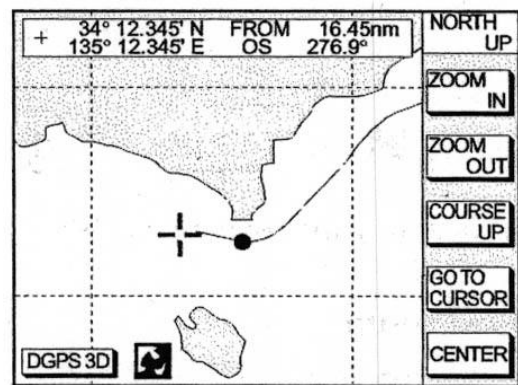 + 34° 12.345' N FROM 16.45nm
135° 12.345' E OS 276.9°
NORTH
UP
ZOOM
IN
ZOOM
OUT
COURSE
UP
GO TO
CURSOR
CENTER
DGPS 3D